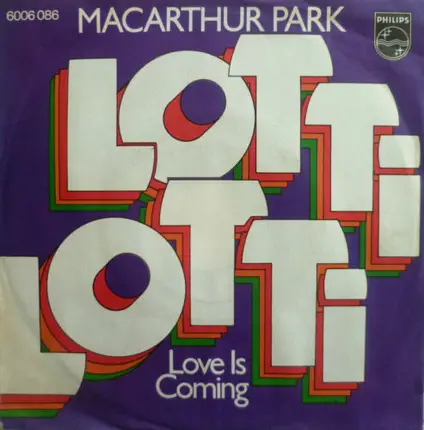 6006 086
MACARTHUR PARK
PHILIPS
LOTTi
LOTTi
Love Is
Coming